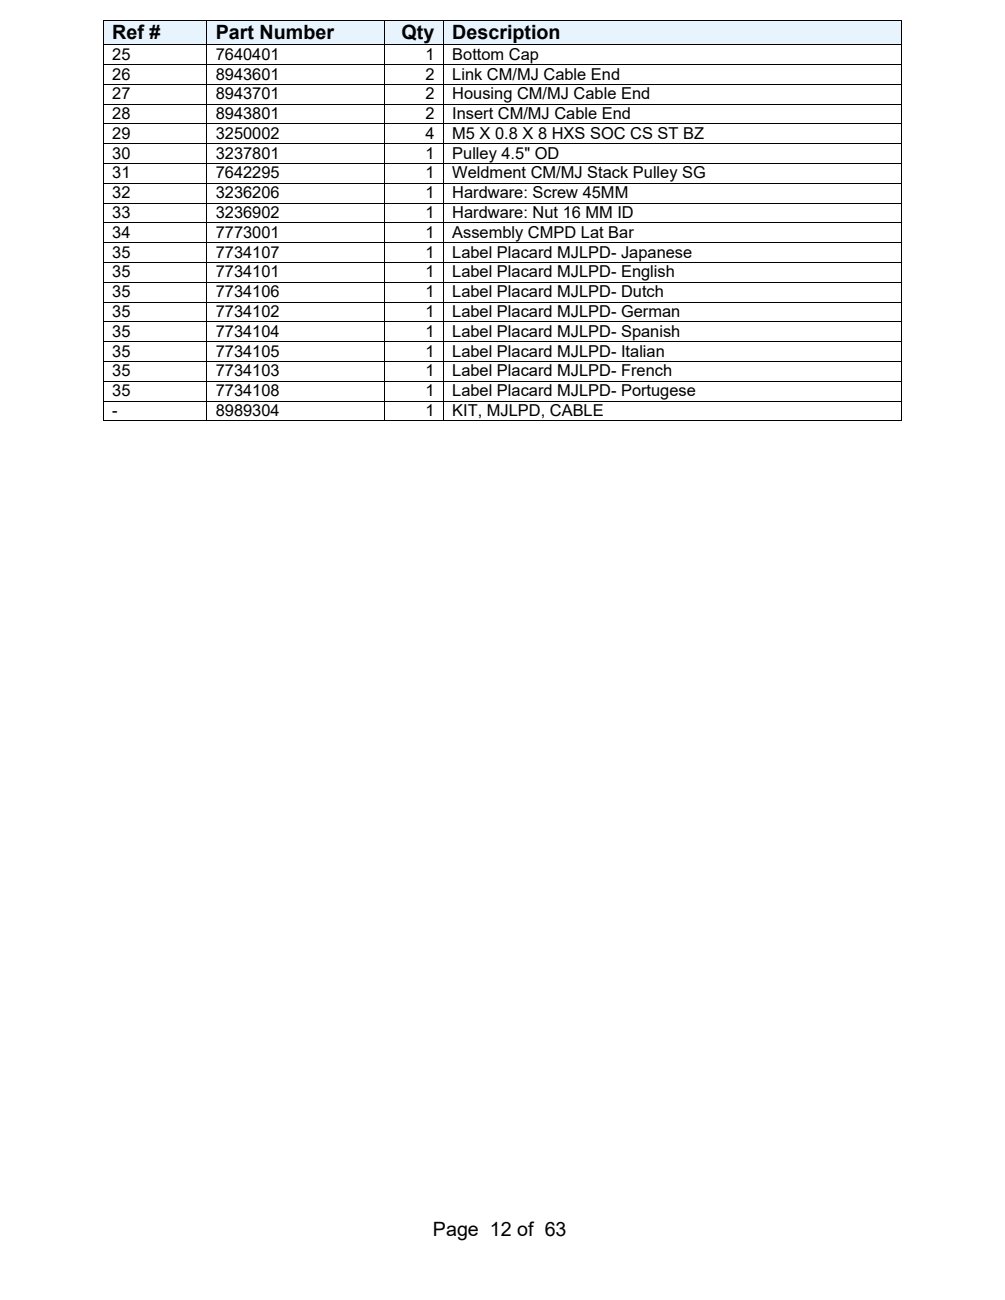 Ref # Part Number Qty Description
25 7640401 1 Bottom Cap
26 8943601 2 Link CM/MJ Cable End
27 8943701 2 Housing CM/MJ Cable End
28 8943801 2 Insert CM/MJ Cable End
29 3250002 4 M5 X 0.8 X 8 HXS SOC CS ST BZ
30 3237801 1 Pulley 4.5" OD
31 7642295 1 Weldment CM/MJ Stack Pulley SG
32 3236206 1 Hardware: Screw 45MM
33 3236902 1 Hardware: Nut 16 MM ID
34 7773001 1 Assembly CMPD Lat Bar
35 7734107 1 Label Placard MJLPD- Japanese
35 7734101 1 Label Placard MJLPD- English
35 7734106 1 Label Placard MJLPD- Dutch
35 7734102 1 Label Placard MJLPD- German
35 7734104 1 Label Placard MJLPD- Spanish
35 7734105 1 Label Placard MJLPD- Italian
35 7734103 1 Label Placard MJLPD- French
35 7734108 1 Label Placard MJLPD- Portugese
- 8989304 1 KIT, MJLPD, CABLE
Page 12 of 63